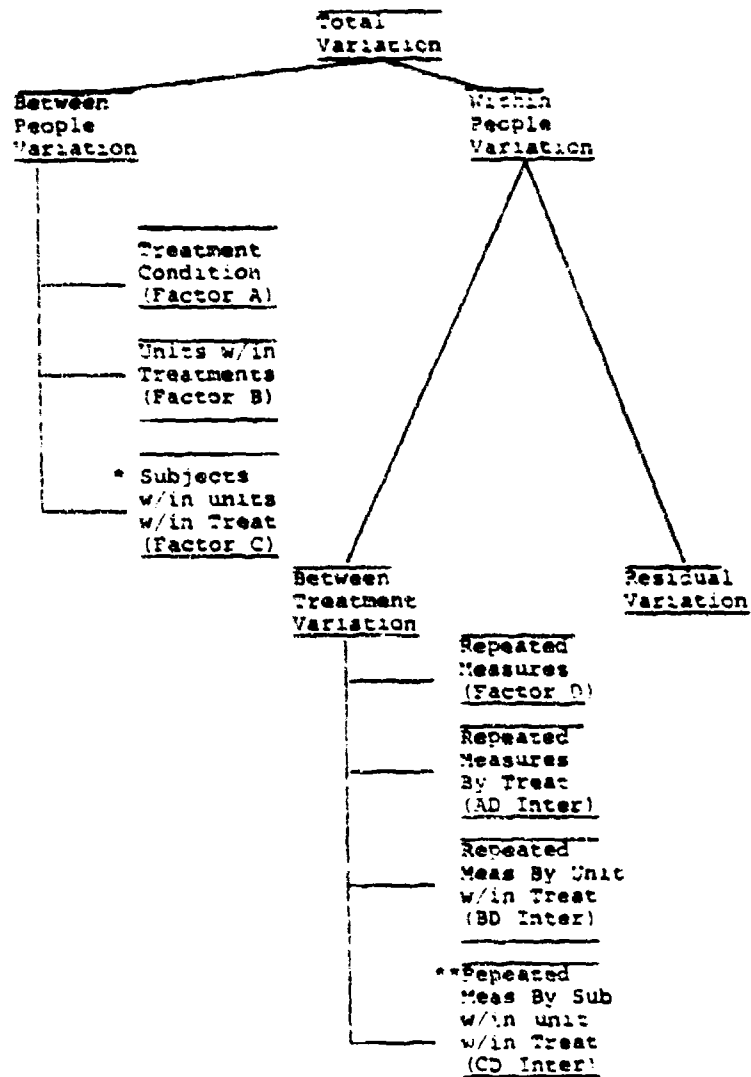 Total
Variation
Between
People
Variation
Within
People
Variation
Treatment
Condition
(Factor A)
Units w/in
Treatments
(Factor B)
* Subjects
w/in units
w/in Treat
(Factor C)
Between
Treatment
Variation
Residual
Variation
Repeated
Measures
(Factor D)
Repeated
Measures
By Treat
(AD Inter)
Repeated
Meas By Unit
w/in Treat
(BD Inter)
**Repeated
Meas By Sub
w/in unit
w/in Treat
(CD Inter)